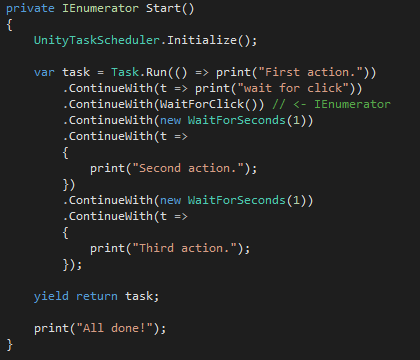 private IEnumerator Start()
{
    UnityTaskScheduler.Initialize();

    var task = Task.Run(() => print("First action."))
        .ContinueWith(t => print("wait for click"))
        .ContinueWith(WaitForClick()) // <- IEnumerator
        .ContinueWith(new WaitForSeconds(1))
        .ContinueWith(t =>
        {
            print("Second action.");
        })
        .ContinueWith(new WaitForSeconds(1))
        .ContinueWith(t =>
        {
            print("Third action.");
        });

    yield return task;

    print("All done!");
}